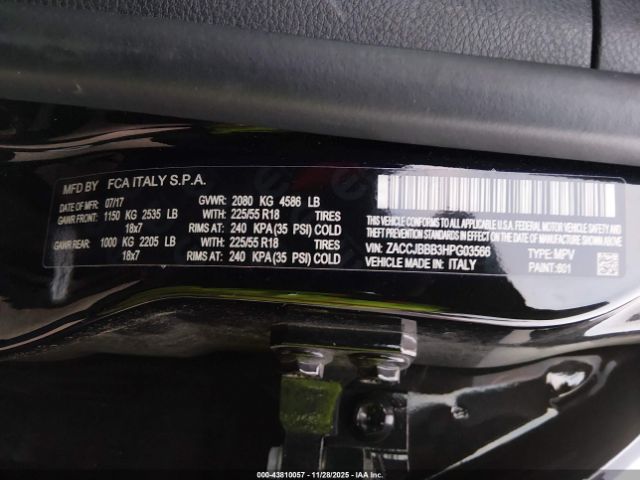 MFD BY FCA ITALY S.P.A.
DATE OF MFR: 07/17 GVWR: 2080 KG 4586 LB
GAWR FRONT: 1150 KG 2535 LB WITH: 225/55 R18 TIRES
18x7 RIMS AT: 240 KPA(35 PSI) COLD
GAWR REAR: 1000 KG 2205 LB WITH: 225/55 R18 TIRES
18x7 RIMS AT: 240 KPA(35 PSI) COLD
THIS VEHICLE CONFORMS TO ALL APPLICABLE U.S.A. FEDERAL MOTOR VEHICLE
SAFETY, BUMPER, AND THEFT PREVENTION STANDARDS IN EFFECT
ON THE DATE OF MANUFACTURE SHOWN ABOVE.
VIN: ZACCJBBB3HPG03566 TYPE: MPV
VEHICLE MADE IN: ITALY PAINT: 601
000-43810057 - 11/28/2025 - IAAI.COM